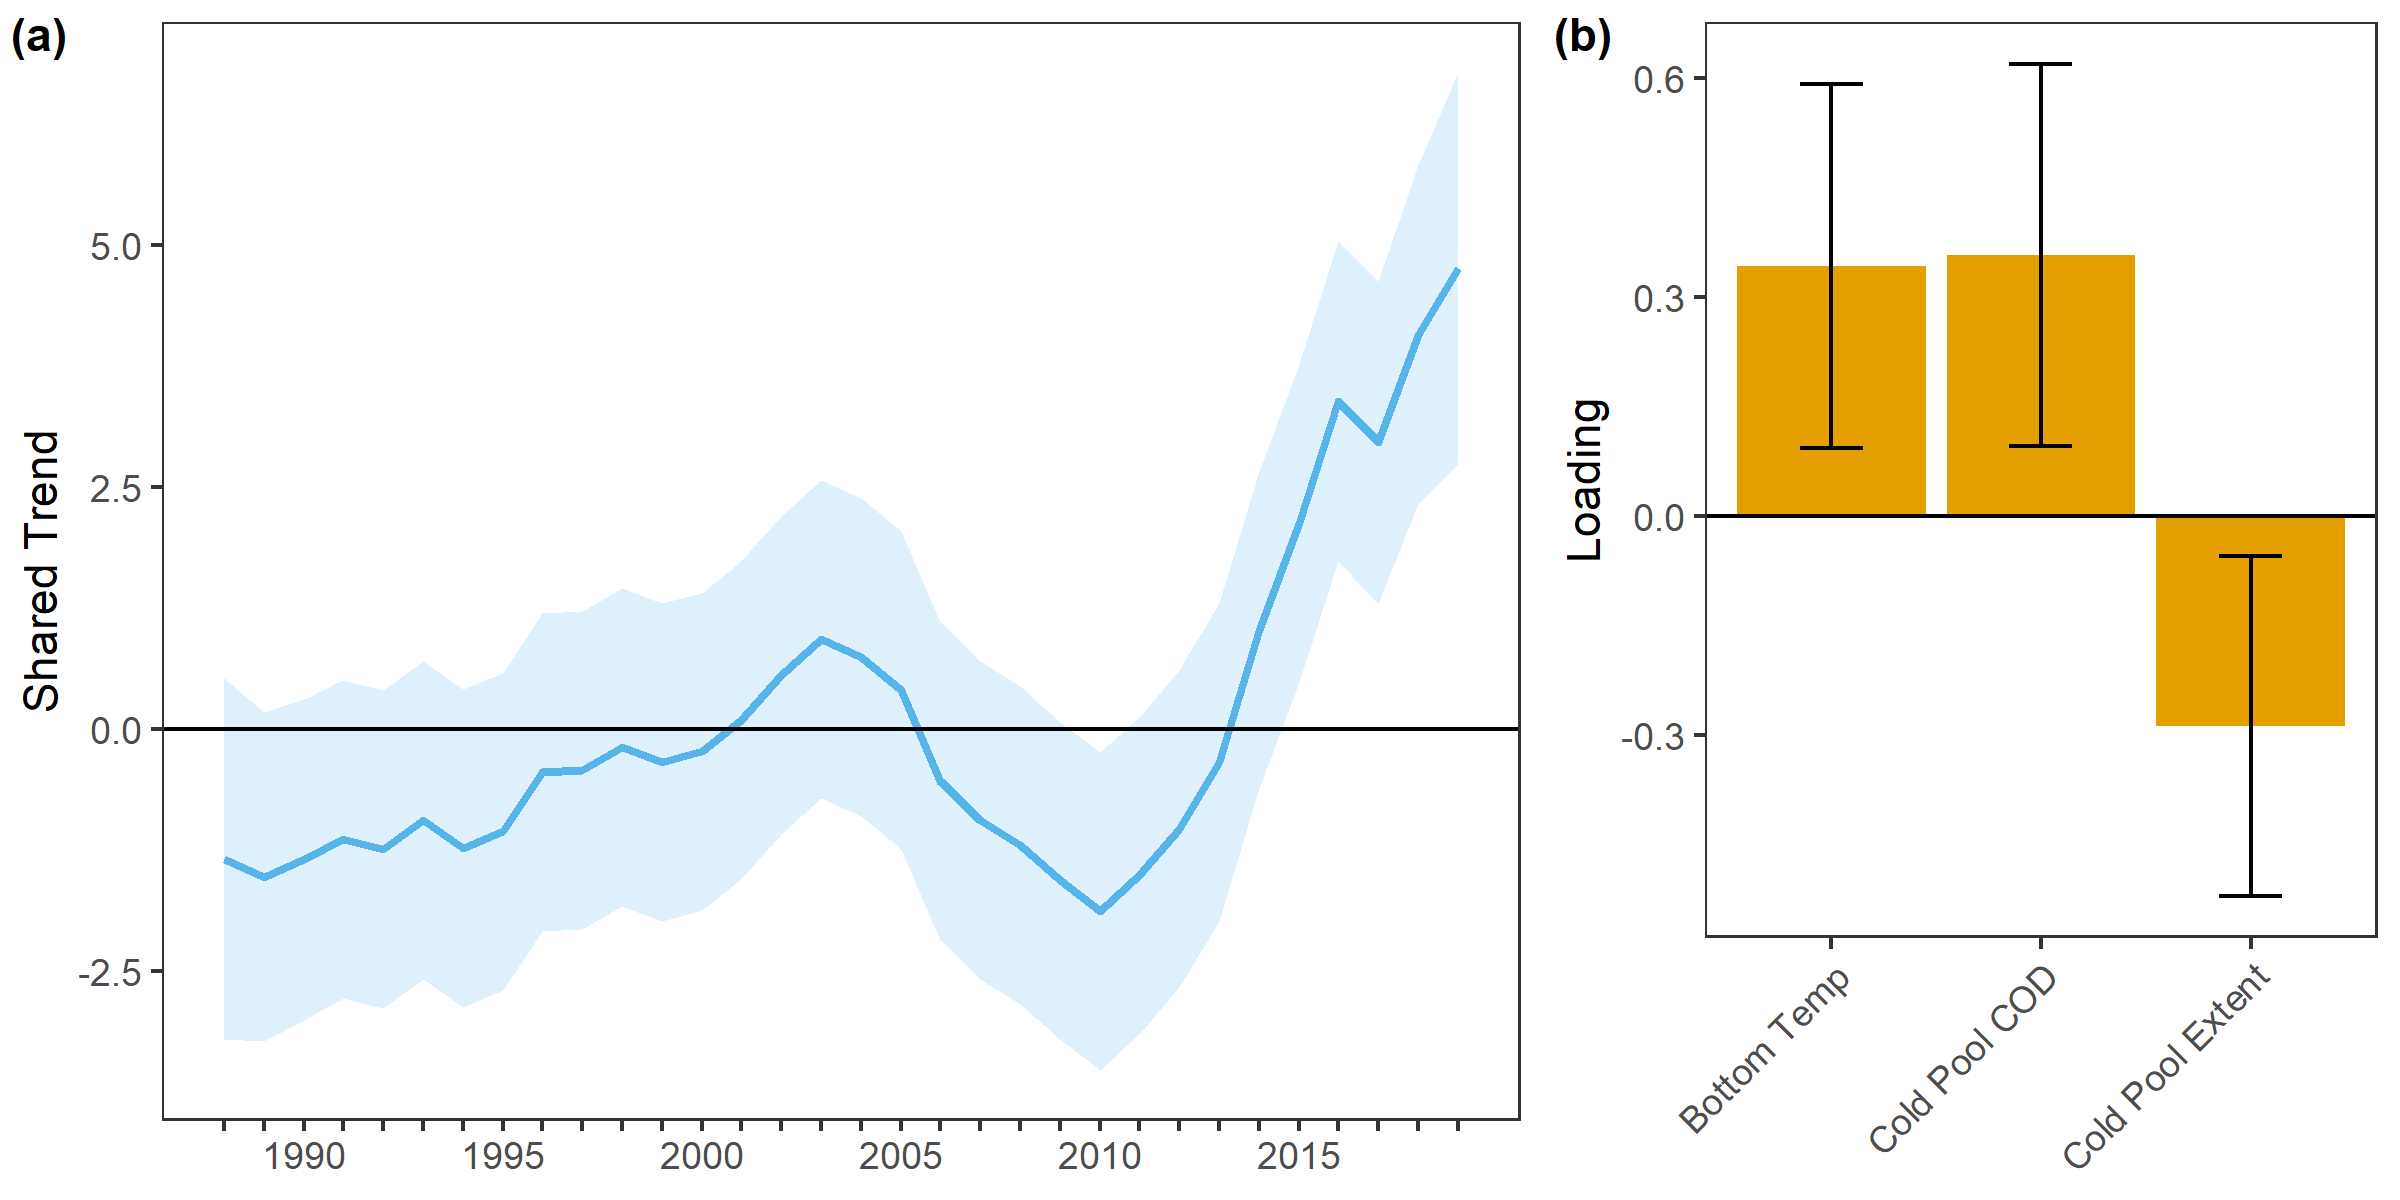 (a)
Shared Trend
5.0
2.5
0.0
-2.5
1990 1995 2000 2005 2010 2015
(b)
Loading
0.6
0.3
0.0
-0.3
Bottom Temp
Cold Pool COD
Cold Pool Extent